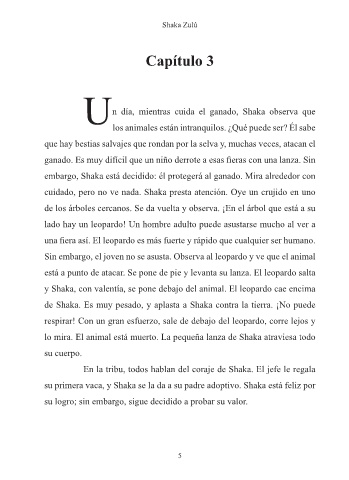 Shaka Zulú
Capítulo 3
Un día, mientras cuida el ganado, Shaka observa que
los animales están intranquilos. ¿Qué puede ser? Él sabe
que hay bestias salvajes que rondan por la selva y, muchas veces, atacan el
ganado. Es muy difícil que un niño derrote a esas fieras con una lanza. Sin
embargo, Shaka está decidido: él protegerá al ganado. Mira alrededor con
cuidado, pero no ve nada. Shaka presta atención. Oye un crujido en uno
de los árboles cercanos. Se da vuelta y observa. ¡En el árbol que está a su
lado hay un leopardo! Un hombre adulto puede asustarse mucho al ver a
una fiera así. El leopardo es más fuerte y rápido que cualquier ser humano.
Sin embargo, el joven no se asusta. Observa al leopardo y ve que el animal
está a punto de atacar. Se pone de pie y levanta su lanza. El leopardo salta
y Shaka, con valentía, se pone debajo del animal. El leopardo cae encima
de Shaka. Es muy pesado, y aplasta a Shaka contra la tierra. ¡No puede
respirar! Con un gran esfuerzo, sale de debajo del leopardo, corre lejos y
lo mira. El animal está muerto. La pequeña lanza de Shaka atraviesa todo
su cuerpo.
En la tribu, todos hablan del coraje de Shaka. El jefe le regala
su primera vaca, y Shaka se la da a su padre adoptivo. Shaka está feliz por
su logro; sin embargo, sigue decidido a probar su valor.
5